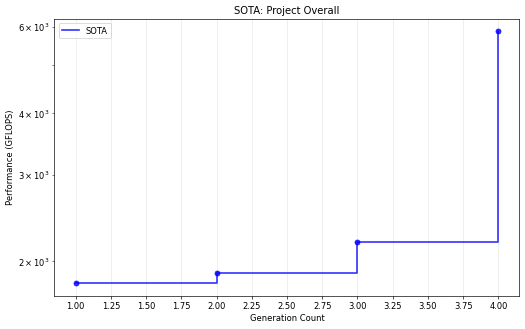 SOTA: Project Overall
SOTA
6 × 10³
4 × 10³
3 × 10³
2 × 10³
Performance (GFLOPS)
1.00 1.25 1.50 1.75 2.00 2.25 2.50 2.75 3.00 3.25 3.50 3.75 4.00
Generation Count